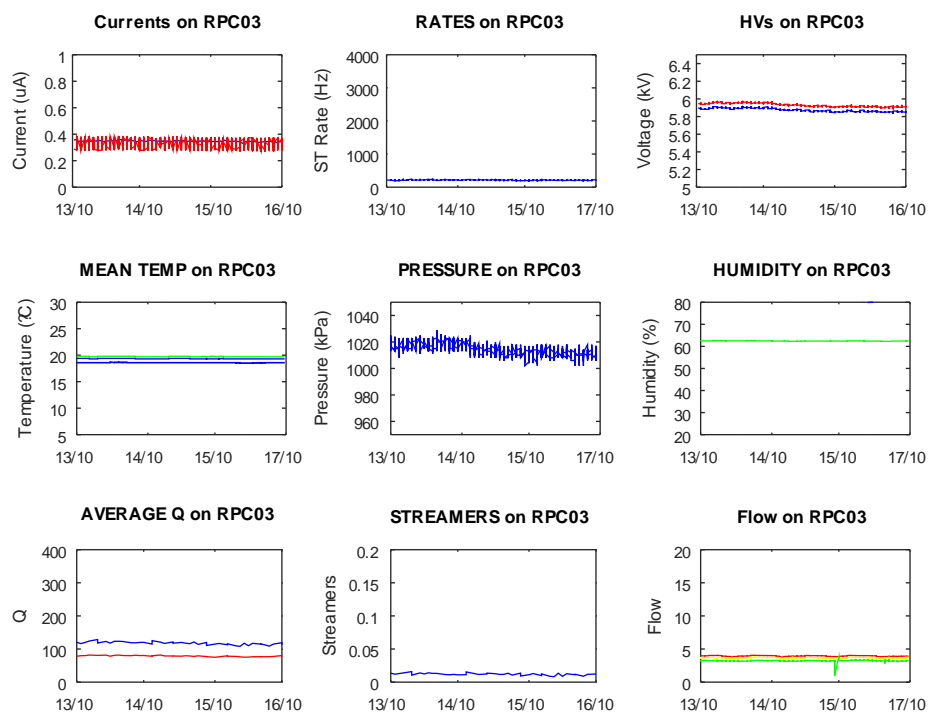 Currents on RPC03
RATES on RPC03
HVs on RPC03
Current (uA)
1
0.8
0.6
0.4
0.2
0
13/10 14/10 15/10 16/10
ST Rate (Hz)
4000
3000
2000
1000
0
13/10 14/10 15/10 17/10
Voltage (kV)
6.4
6.2
6
5.8
5.6
5.4
5.2
5
13/10 14/10 15/10 16/10
MEAN TEMP on RPC03
PRESSURE on RPC03
HUMIDITY on RPC03
Temperature (?C)
30
25
20
15
10
5
13/10 14/10 15/10 17/10
Pressure (kPa)
1040
1020
1000
980
960
13/10 14/10 15/10 17/10
Humidity (%)
80
70
60
50
40
30
20
13/10 14/10 15/10 17/10
AVERAGE Q on RPC03
STREAMERS on RPC03
Flow on RPC03
Q
400
300
200
100
0
13/10 14/10 15/10 16/10
Streamers
0.2
0.15
0.1
0.05
0
13/10 14/10 15/10 16/10
Flow
20
15
10
5
0
13/10 14/10 15/10 17/10